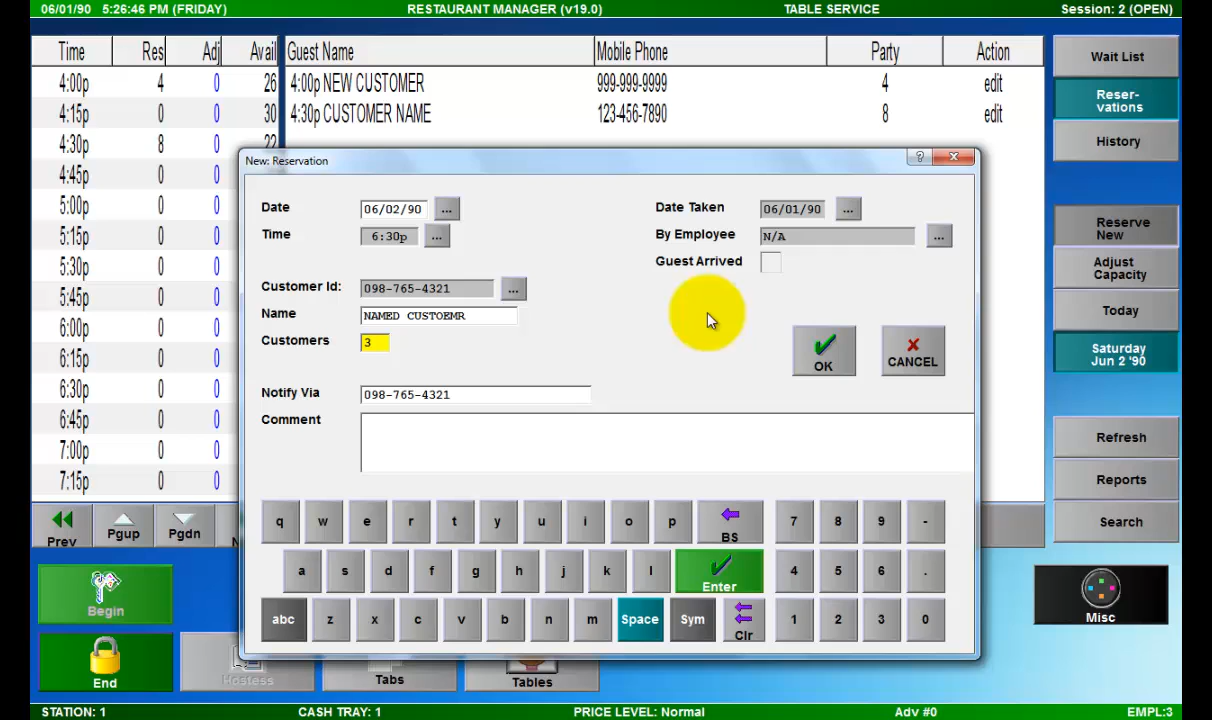 06/01/90 5:26:46 PM (FRIDAY) RESTAURANT MANAGER (v19.0) TABLE SERVICE Session: 2 (OPEN)
Time Res Adj Avail Guest Name Mobile Phone Party Action
4:00p 4 0 26 4:00p NEW CUSTOMER 999-999-9999 4 edit
4:15p 0 0 30 4:30p CUSTOMER NAME 123-456-7890 8 edit
4:30p 8 0 22
4:45p 0 0
5:00p 0 0
5:15p 0 0
5:30p 0 0
5:45p 0 0
6:00p 0 0
6:15p 0 0
6:30p 0 0
6:45p 0 0
7:00p 0 0
7:15p 0 0
New: Reservation
?
x
Date 06/02/90 ... Date Taken 06/01/90 ...
Time 6:30p ... By Employee N/A ...
Guest Arrived
Customer Id: 098-765-4321 ...
Name NAMED CUSTOEMR
Customers 3
OK CANCEL
Notify Via 098-765-4321
Comment
q w e r t y u i o p BS 7 8 9 -
a s d f g h j k l Enter 4 5 6 .
abc z x c v b n m Space Sym Clr 1 2 3 0
Wait List
Reser-
vations
History
Reserve
New
Adjust
Capacity
Today
Saturday
Jun 2 '90
Refresh
Reports
Search
Prev Pgup Pgdn
Begin
End
Hostess
Tabs
Tables
Misc
STATION: 1 CASH TRAY: 1 PRICE LEVEL: Normal Adv #0 EMPL:3